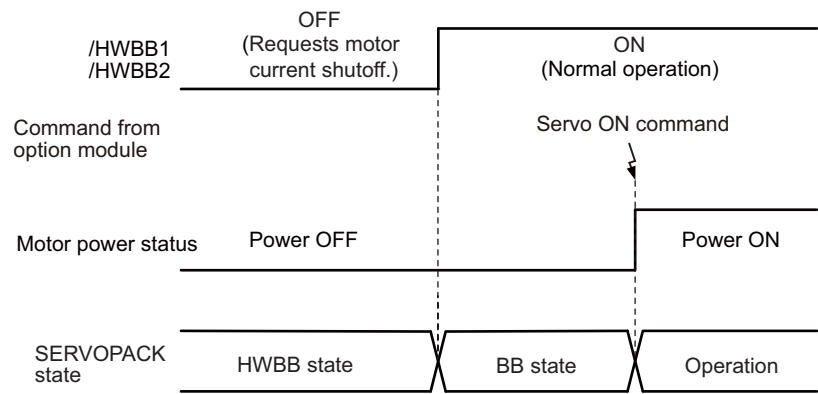 OFF
(Requests motor
current shutoff.)
/HWBB1
/HWBB2
ON
(Normal operation)
Command from
option module
Servo ON command
Motor power status
Power OFF
Power ON
SERVOPACK
state
HWBB state
BB state
Operation